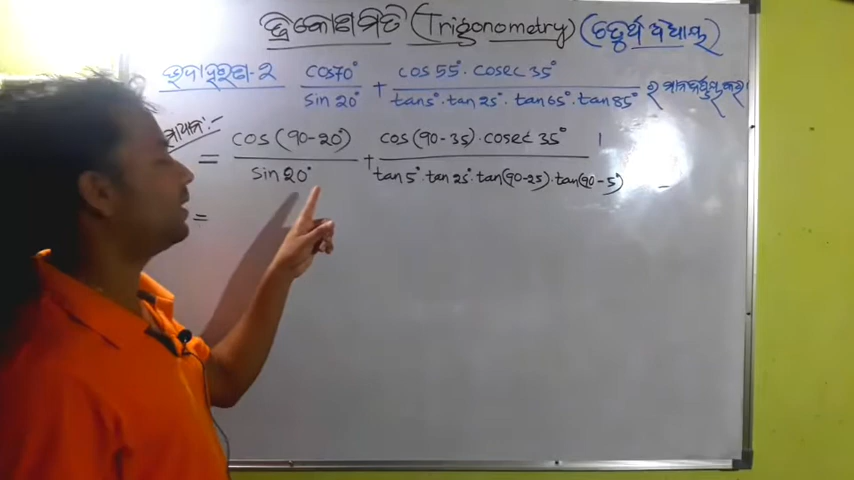 ତ୍ରିକୋଣମିତି (Trigonometry) (ଚତୁର୍ଥ ଅଧ୍ୟାୟ)
ଉଦାହରଣ-୨ cos70°/sin 20° + cos 55°·cosec 35°/tan5°·tan 25°·tan 65°·tan 85° ର ମାନ ନିର୍ଣ୍ଣୟ କର।
ସମାଧାନ :-
= cos (90-20°)/sin 20° + cos (90-35)·cosec 35°/tan 5°·tan 25°·tan(90-25)·tan(90-5°)
=